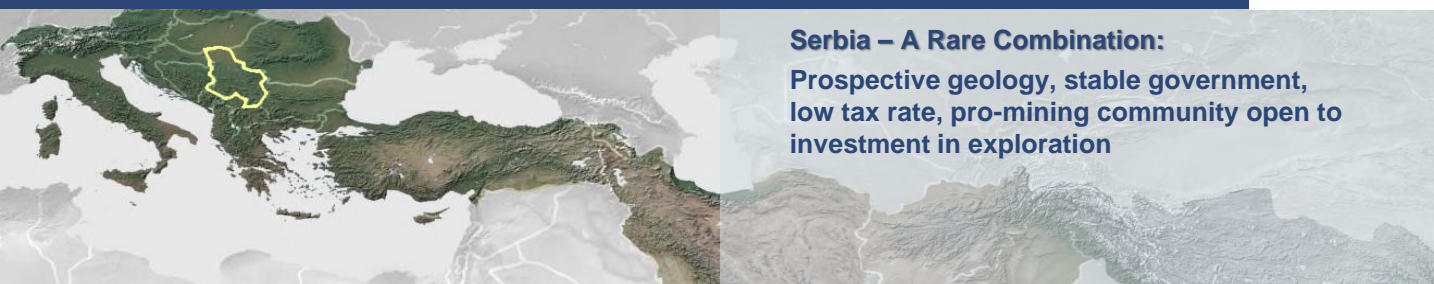 Serbia – A Rare Combination:
Prospective geology, stable government,
low tax rate, pro-mining community open to
investment in exploration